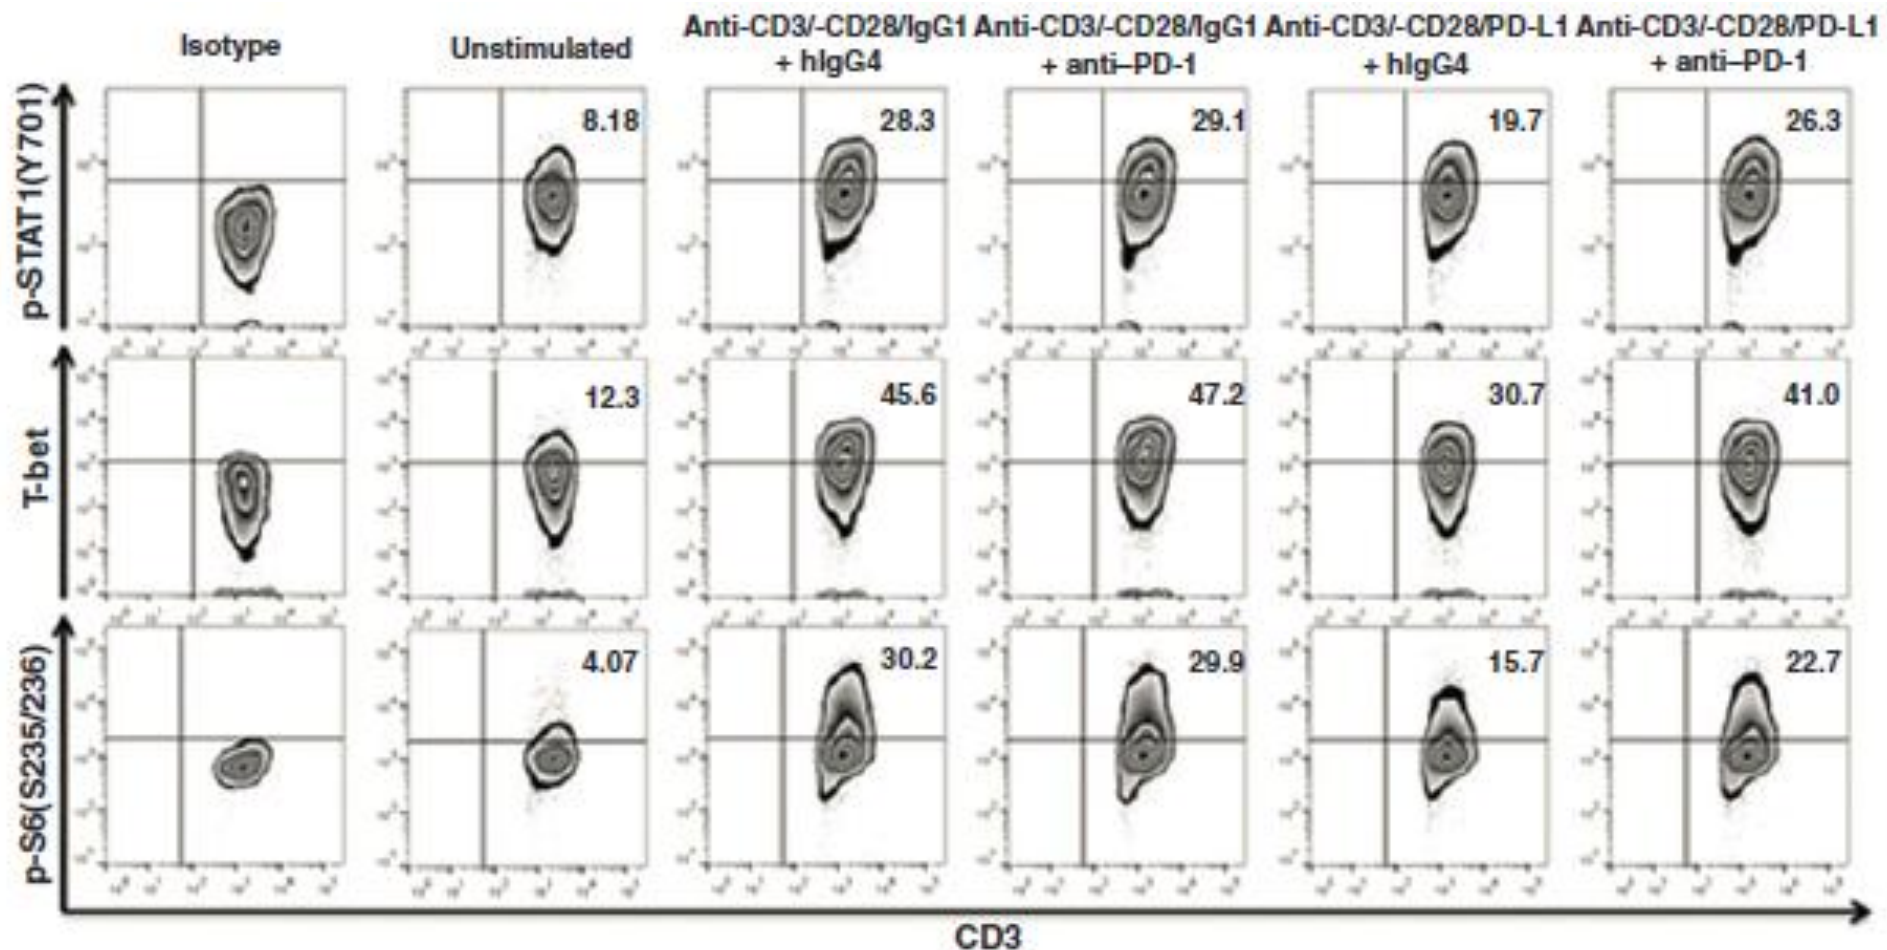 Isotype
Unstimulated
Anti-CD3/-CD28/IgG1
+ hIgG4
Anti-CD3/-CD28/IgG1
+ anti–PD-1
Anti-CD3/-CD28/PD-L1
+ hIgG4
Anti-CD3/-CD28/PD-L1
+ anti–PD-1
p-STAT1(Y701)
8.18
28.3
29.1
19.7
26.3
T-bet
12.3
45.6
47.2
30.7
41.0
p-S6(S235/236)
4.07
30.2
29.9
15.7
22.7
CD3